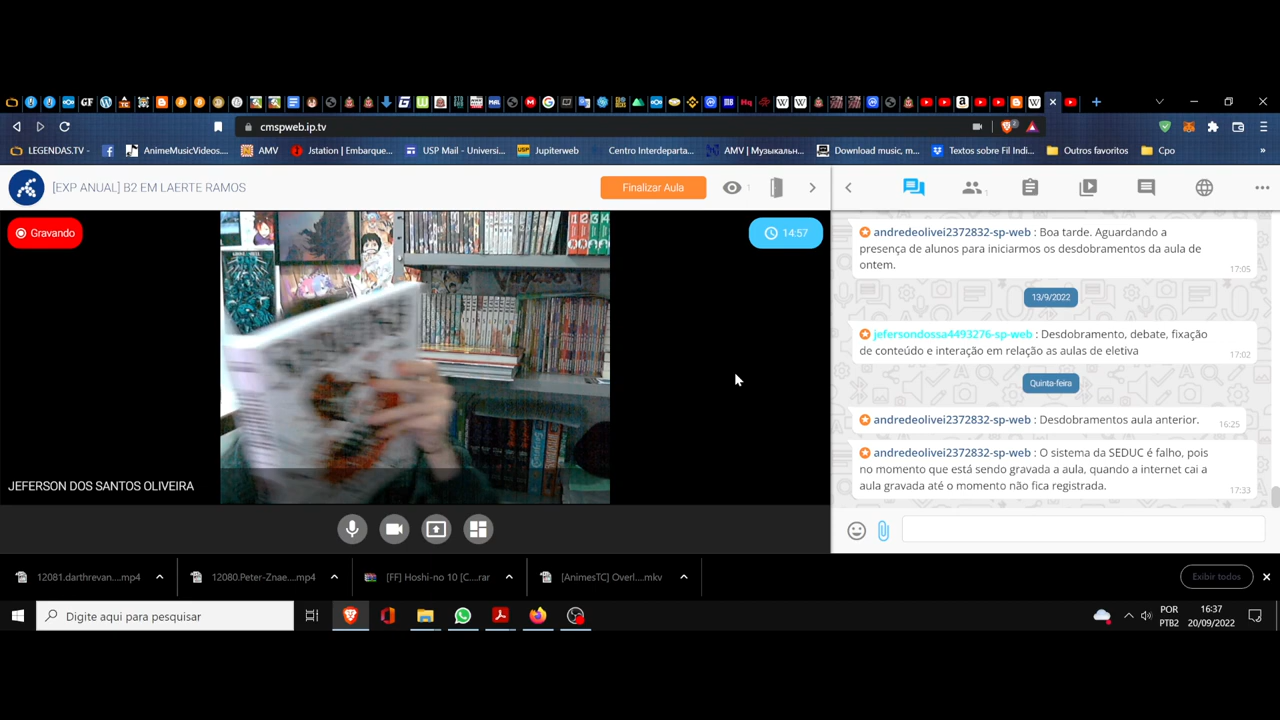 cmspweb.ip.tv
2
LEGENDAS.TV -
AnimeMusicVideos...
AMV
Jstation | Embarque...
USP Mail - Universi...
Jupiterweb
Centro Interdeparta...
AMV | Музыкальн...
Download music, m...
Textos sobre Fil Indi...
Outros favoritos
Cpo
[EXP ANUAL] B2 EM LAERTE RAMOS
Finalizar Aula
1
1
Gravando
14:57
JEFERSON DOS SANTOS OLIVEIRA
andredeolivei2372832-sp-web : Boa tarde. Aguardando a
presença de alunos para iniciarmos os desdobramentos da aula de
ontem.
17:05
13/9/2022
jefersondossa4493276-sp-web : Desdobramento, debate, fixação
de conteúdo e interação em relação as aulas de eletiva
17:02
Quinta-feira
andredeolivei2372832-sp-web : Desdobramentos aula anterior.
16:25
andredeolivei2372832-sp-web : O sistema da SEDUC é falho, pois
no momento que está sendo gravada a aula, quando a internet cai a
aula gravada até o momento não fica registrada.
17:33
12081.darthrevan....mp4
12080.Peter-Znae....mp4
[FF] Hoshi-no 10 [C....rar
[AnimesTC] Overl....mkv
Exibir todos
Digite aqui para pesquisar
POR
PTB2
16:37
20/09/2022